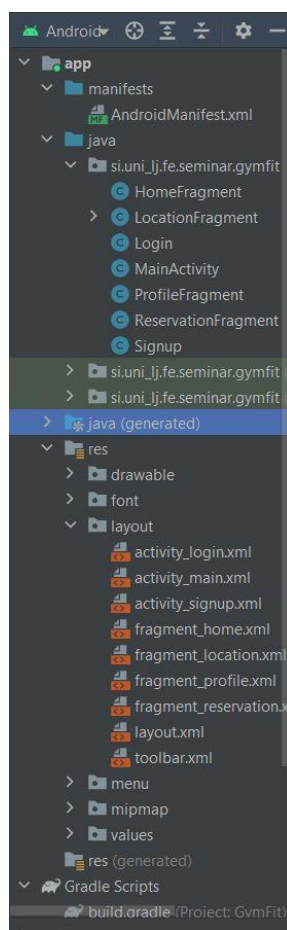 Android
app
manifests
AndroidManifest.xml
java
si.uni_lj.fe.seminar.gymfit
HomeFragment
LocationFragment
Login
MainActivity
ProfileFragment
ReservationFragment
Signup
si.uni_lj.fe.seminar.gymfit
si.uni_lj.fe.seminar.gymfit
java (generated)
res
drawable
font
layout
activity_login.xml
activity_main.xml
activity_signup.xml
fragment_home.xml
fragment_location.xml
fragment_profile.xml
fragment_reservation.x
layout.xml
toolbar.xml
menu
mipmap
values
res (generated)
Gradle Scripts
build.gradle (Project: GymFit)